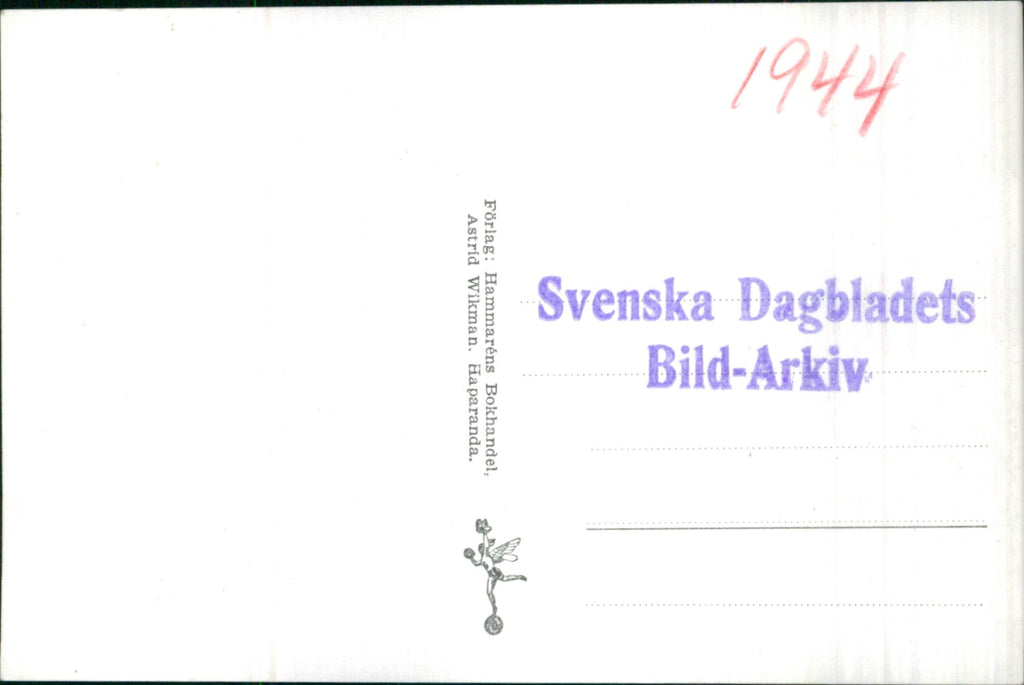 1944
Förlag: Hammaréns Bokhandel,
Astrid Wikman. Haparanda.
Svenska Dagbladets
Bild-Arkiv